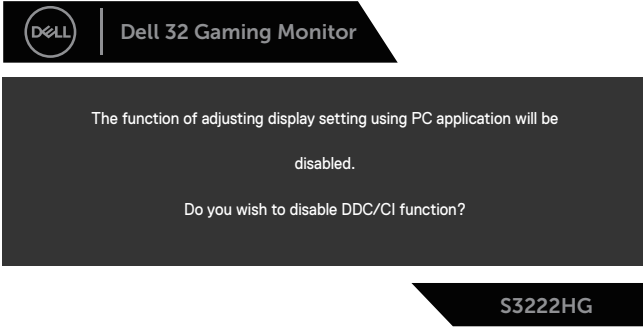 DELL
Dell 32 Gaming Monitor
The function of adjusting display setting using PC application will be
disabled.
Do you wish to disable DDC/CI function?
S3222HG